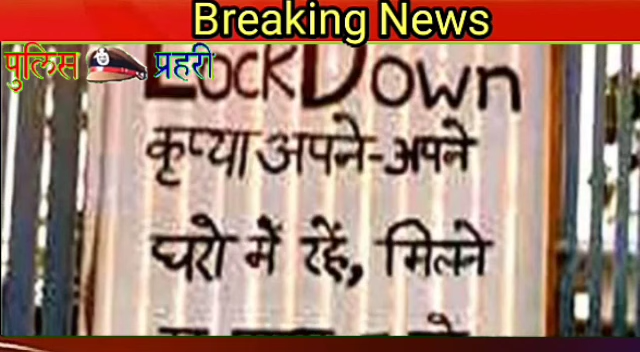 Breaking News
पुलिस प्रहरी
LockDown
कृप्या अपने-अपने
घरो में रहें, मिलने